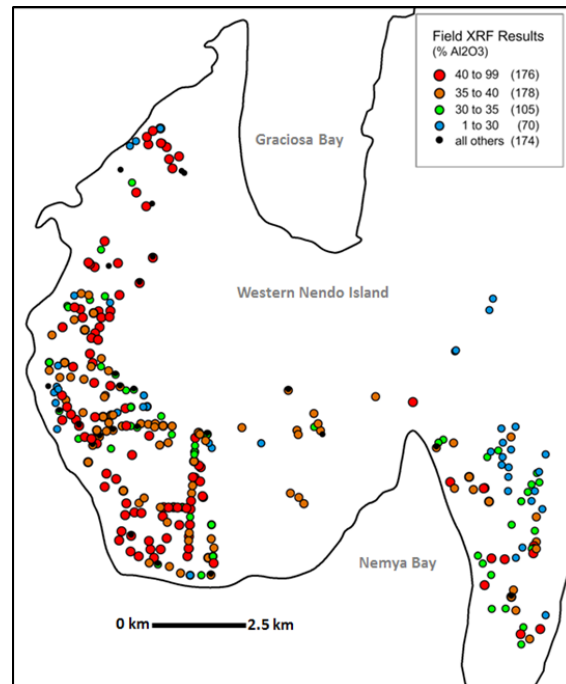 Field XRF Results
(% Al2O3)
40 to 99 (176)
35 to 40 (178)
30 to 35 (105)
1 to 30 (70)
all others (174)
Graciosa Bay
Western Nendo Island
Nemya Bay
0 km 2.5 km